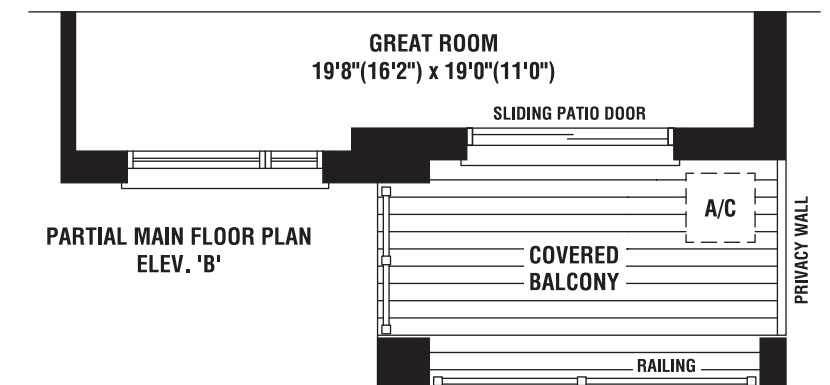 GREAT ROOM
19'8"(16'2") x 19'0"(11'0")
SLIDING PATIO DOOR
A/C
PRIVACY WALL
PARTIAL MAIN FLOOR PLAN
ELEV. 'B'
COVERED
BALCONY
RAILING